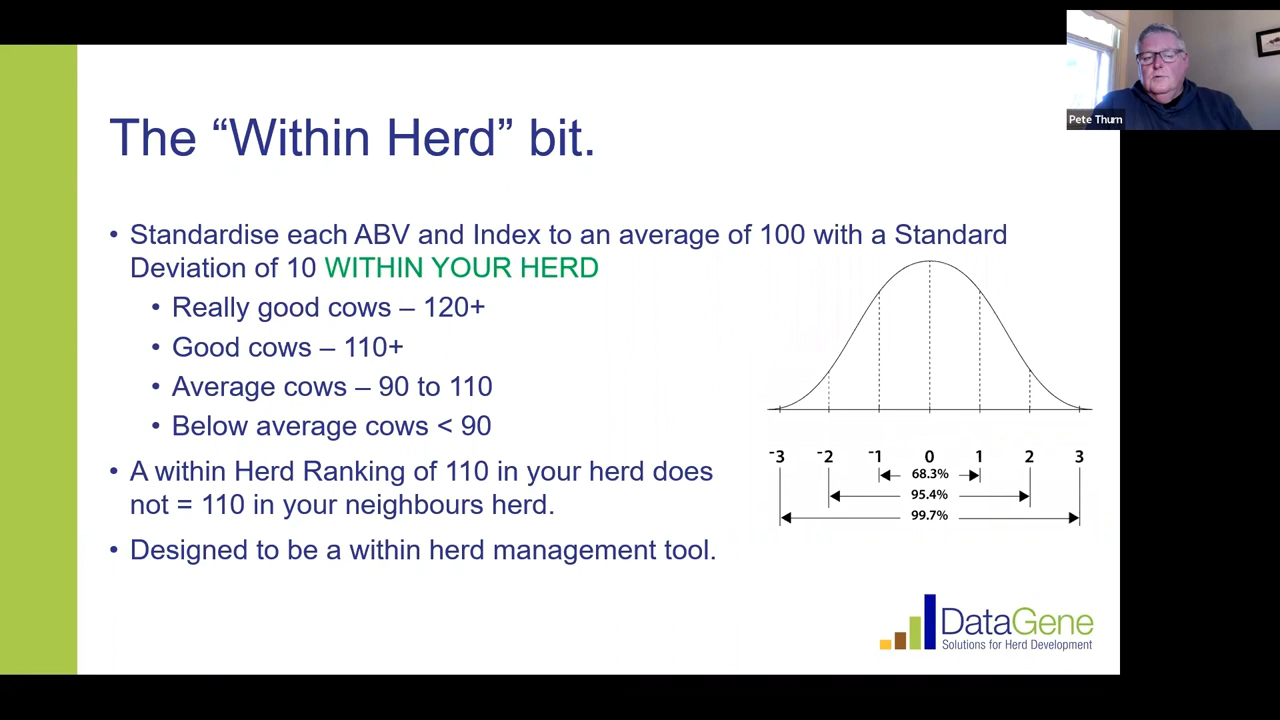 Pete Thurn
The “Within Herd” bit.
• Standardise each ABV and Index to an average of 100 with a Standard
Deviation of 10 WITHIN YOUR HERD
• Really good cows – 120+
• Good cows – 110+
• Average cows – 90 to 110
• Below average cows < 90
• A within Herd Ranking of 110 in your herd does
not = 110 in your neighbours herd.
• Designed to be a within herd management tool.
-3 -2 -1 0 1 2 3
68.3%
95.4%
99.7%
DataGene
Solutions for Herd Development